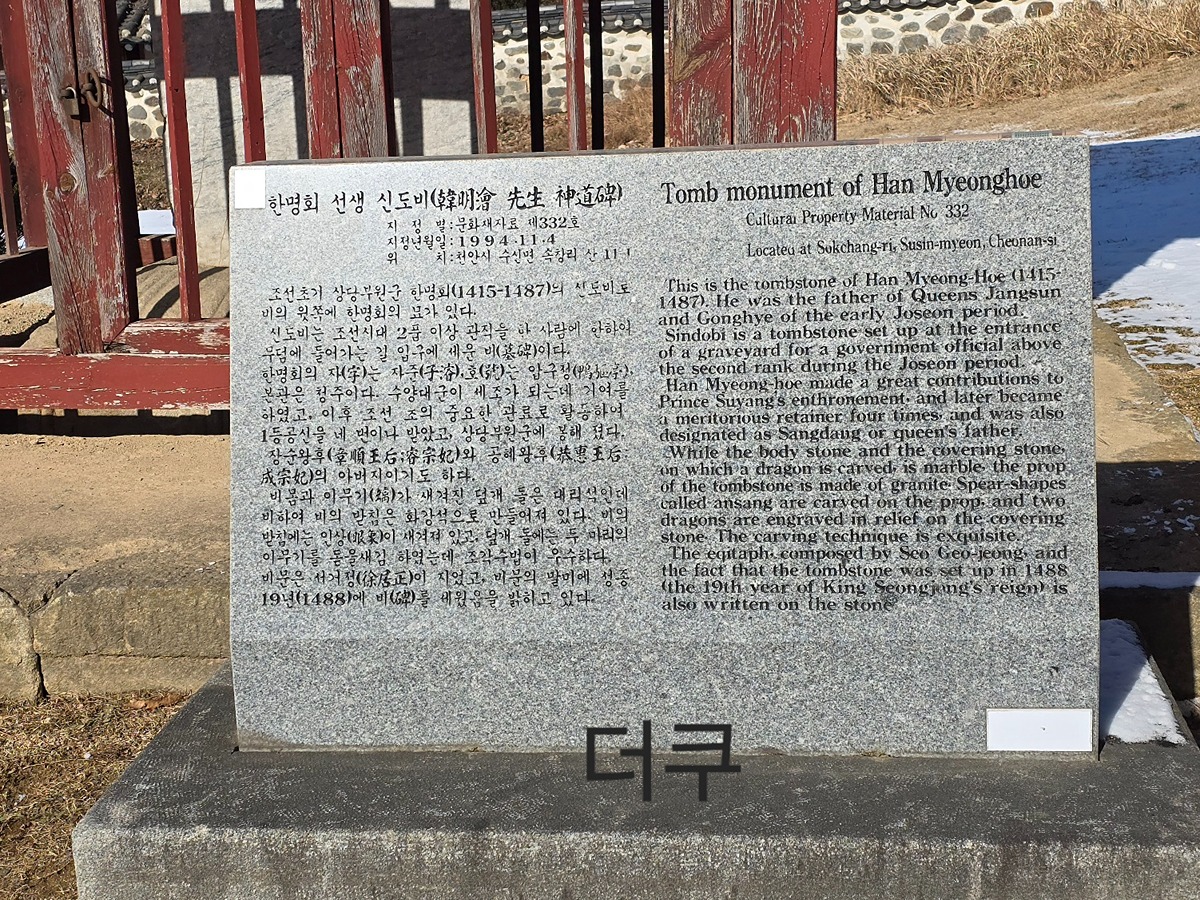 한명회 선생 신도비(韓明澮 先生 神道碑)
지 정 별:문화재자료 제332호
지정년월일:1994.11.4
위 치:천안시 수신면 속창리 산 11-1
조선초기 상당부원군 한명회(1415-1487)의 신도비로
비의 윗쪽에 한명회의 묘가 있다.
신도비는 조선시대 2품 이상 관직을 한 사람에 한하여
무덤에 들어가는 길 입구에 세운 비(墓碑)이다.
한명회의 자(字)는 자준(子濬), 호(號)는 압구정(鴨鷗亭),
본관은 청주이다. 수양대군이 세조가 되는데 기여를
하였고, 이후 조선 조의 중요한 관료로 활동하여
1등공신을 네 번이나 받았고, 상당부원군에 봉해 졌다.
장순왕후(章順王后;睿宗妃)와 공혜왕후(恭惠王后;
成宗妃)의 아버지이기도 하다.
비몸과 이무기(螭)가 새겨진 덮개 돌은 대리석인데
비하여 비의 받침은 화강석으로 만들어져 있다. 비의
받침에는 안상(眼象)이 새겨져 있고, 덮개 돌에는 두 마리의
이무기를 돋을새김 하였는데, 조각수법이 우수하다.
비문은 서거정(徐居正)이 지었고, 비문의 말미에 성종
19년(1488)에 비(碑)를 세웠음을 밝히고 있다.
Tomb monument of Han Myeonghoe
Cultural Property Material No 332
Located at Sokchang-ri, Susin-myeon, Cheonan-si
This is the tombstone of Han Myeong-Hoe (1415-
1487). He was the father of Queens Jangsun
and Gonghye of the early Joseon period.
Sindobi is a tombstone set up at the entrance
of a graveyard for a government official above
the second rank during the Joseon period.
Han Myeong-hoe made a great contributions to
Prince Suyang's enthronement, and later became
a meritorious retainer four times, and was also
designated as Sangdang or queen's father.
While the body stone and the covering stone,
on which a dragon is carved, is marble, the prop
of the tombstone is made of granite. Spear-shapes
called ansang are carved on the prop, and two
dragons are engraved in relief on the covering
stone. The carving technique is exquisite.
The epitaph, composed by Seo Geo-jeong, and
the fact that the tombstone was set up in 1488
(the 19th year of King Seongjong's reign) is
also written on the stone.
더쿠